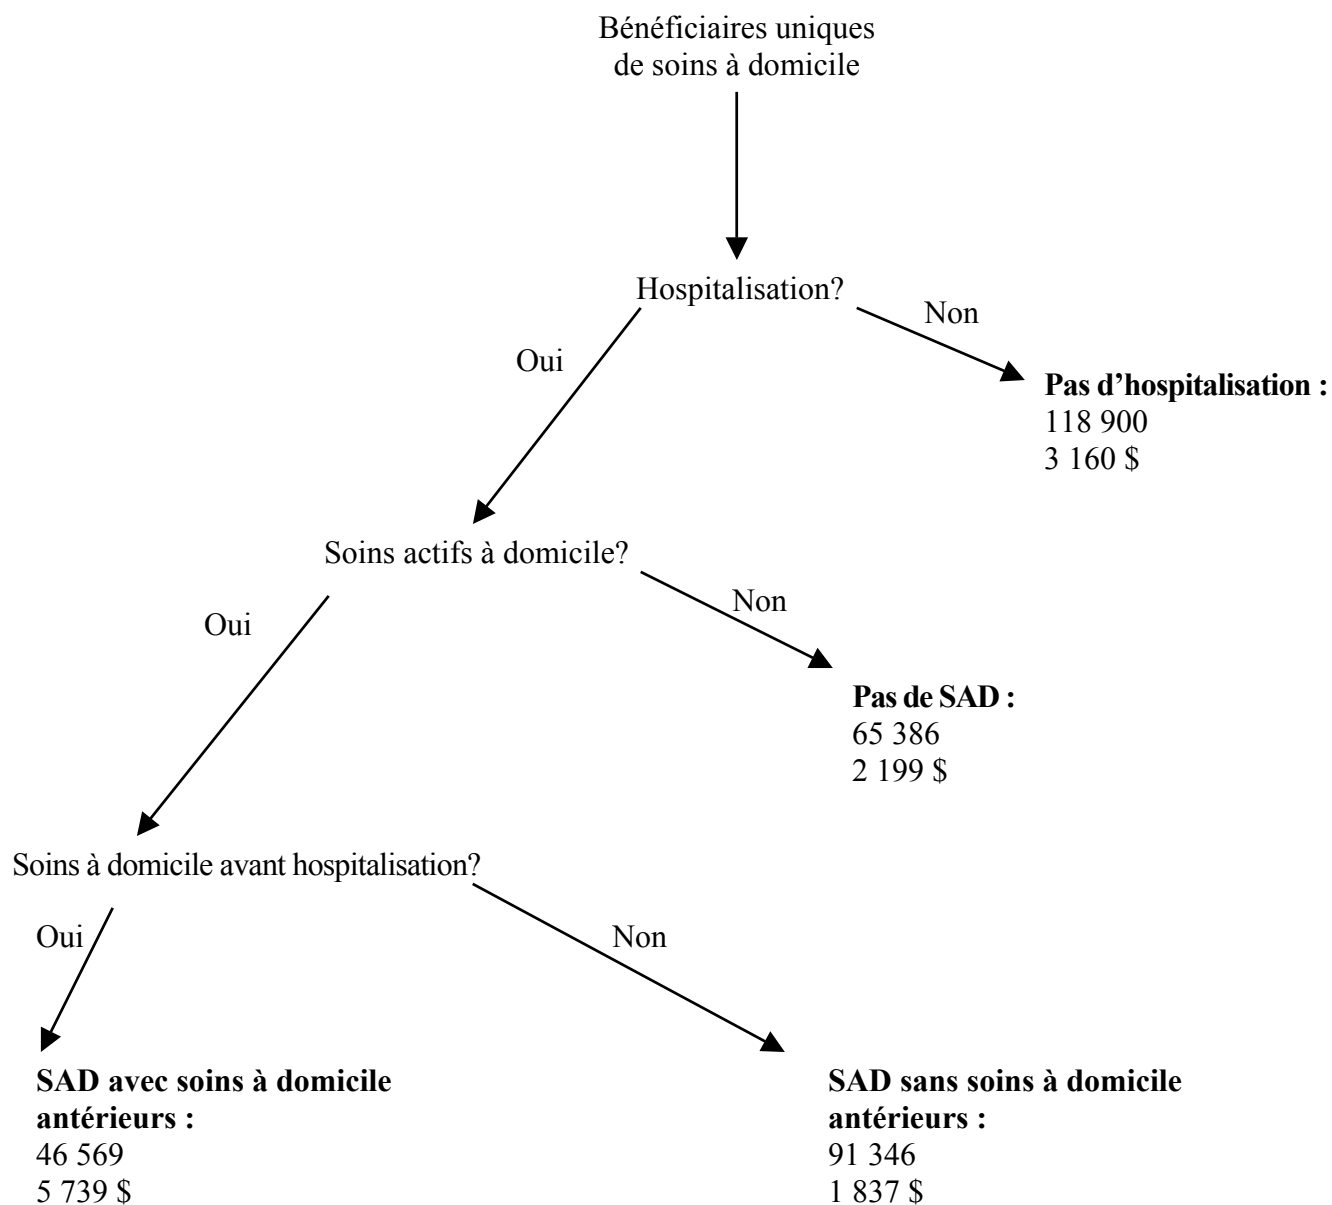 Bénéficiaires uniques
de soins à domicile
Hospitalisation?
Non
Oui
Pas d’hospitalisation :
118 900
3 160 $
Soins actifs à domicile?
Non
Oui
Pas de SAD :
65 386
2 199 $
Soins à domicile avant hospitalisation?
Oui
Non
SAD avec soins à domicile
antérieurs :
46 569
5 739 $
SAD sans soins à domicile
antérieurs :
91 346
1 837 $